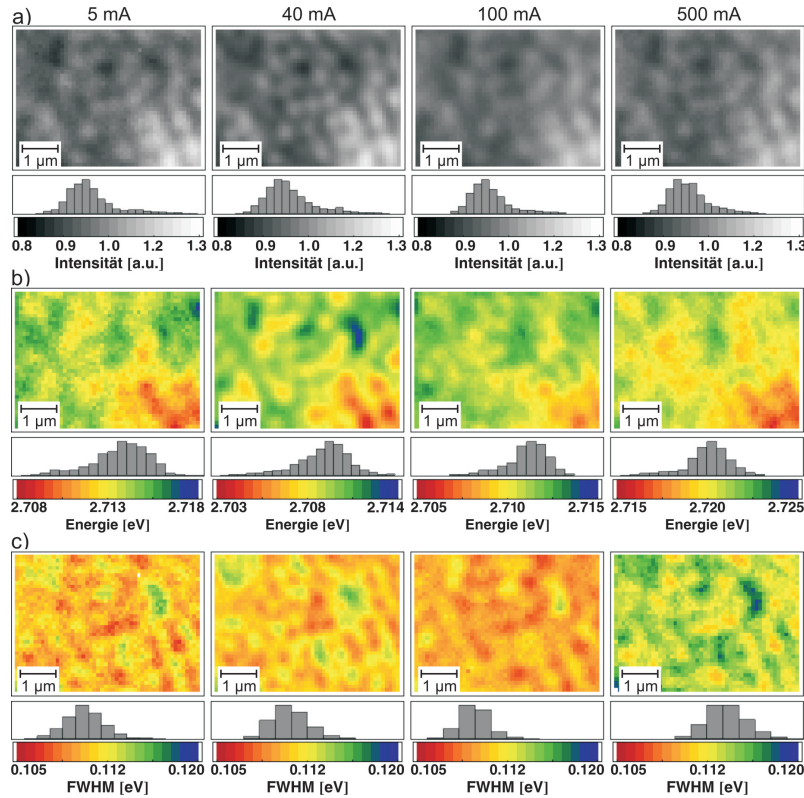 5 mA 40 mA 100 mA 500 mA
a)
1 µm 1 µm 1 µm 1 µm
0.8 0.9 1.0 1.2 1.3 0.8 0.9 1.0 1.2 1.3 0.8 0.9 1.0 1.2 1.3 0.8 0.9 1.0 1.2 1.3
Intensität [a.u.] Intensität [a.u.] Intensität [a.u.] Intensität [a.u.]
b)
1 µm 1 µm 1 µm 1 µm
2.708 2.713 2.718 2.703 2.708 2.714 2.705 2.710 2.715 2.715 2.720 2.725
Energie [eV] Energie [eV] Energie [eV] Energie [eV]
c)
1 µm 1 µm 1 µm 1 µm
0.105 0.112 0.120 0.105 0.112 0.120 0.105 0.112 0.120 0.105 0.112 0.120
FWHM [eV] FWHM [eV] FWHM [eV] FWHM [eV]